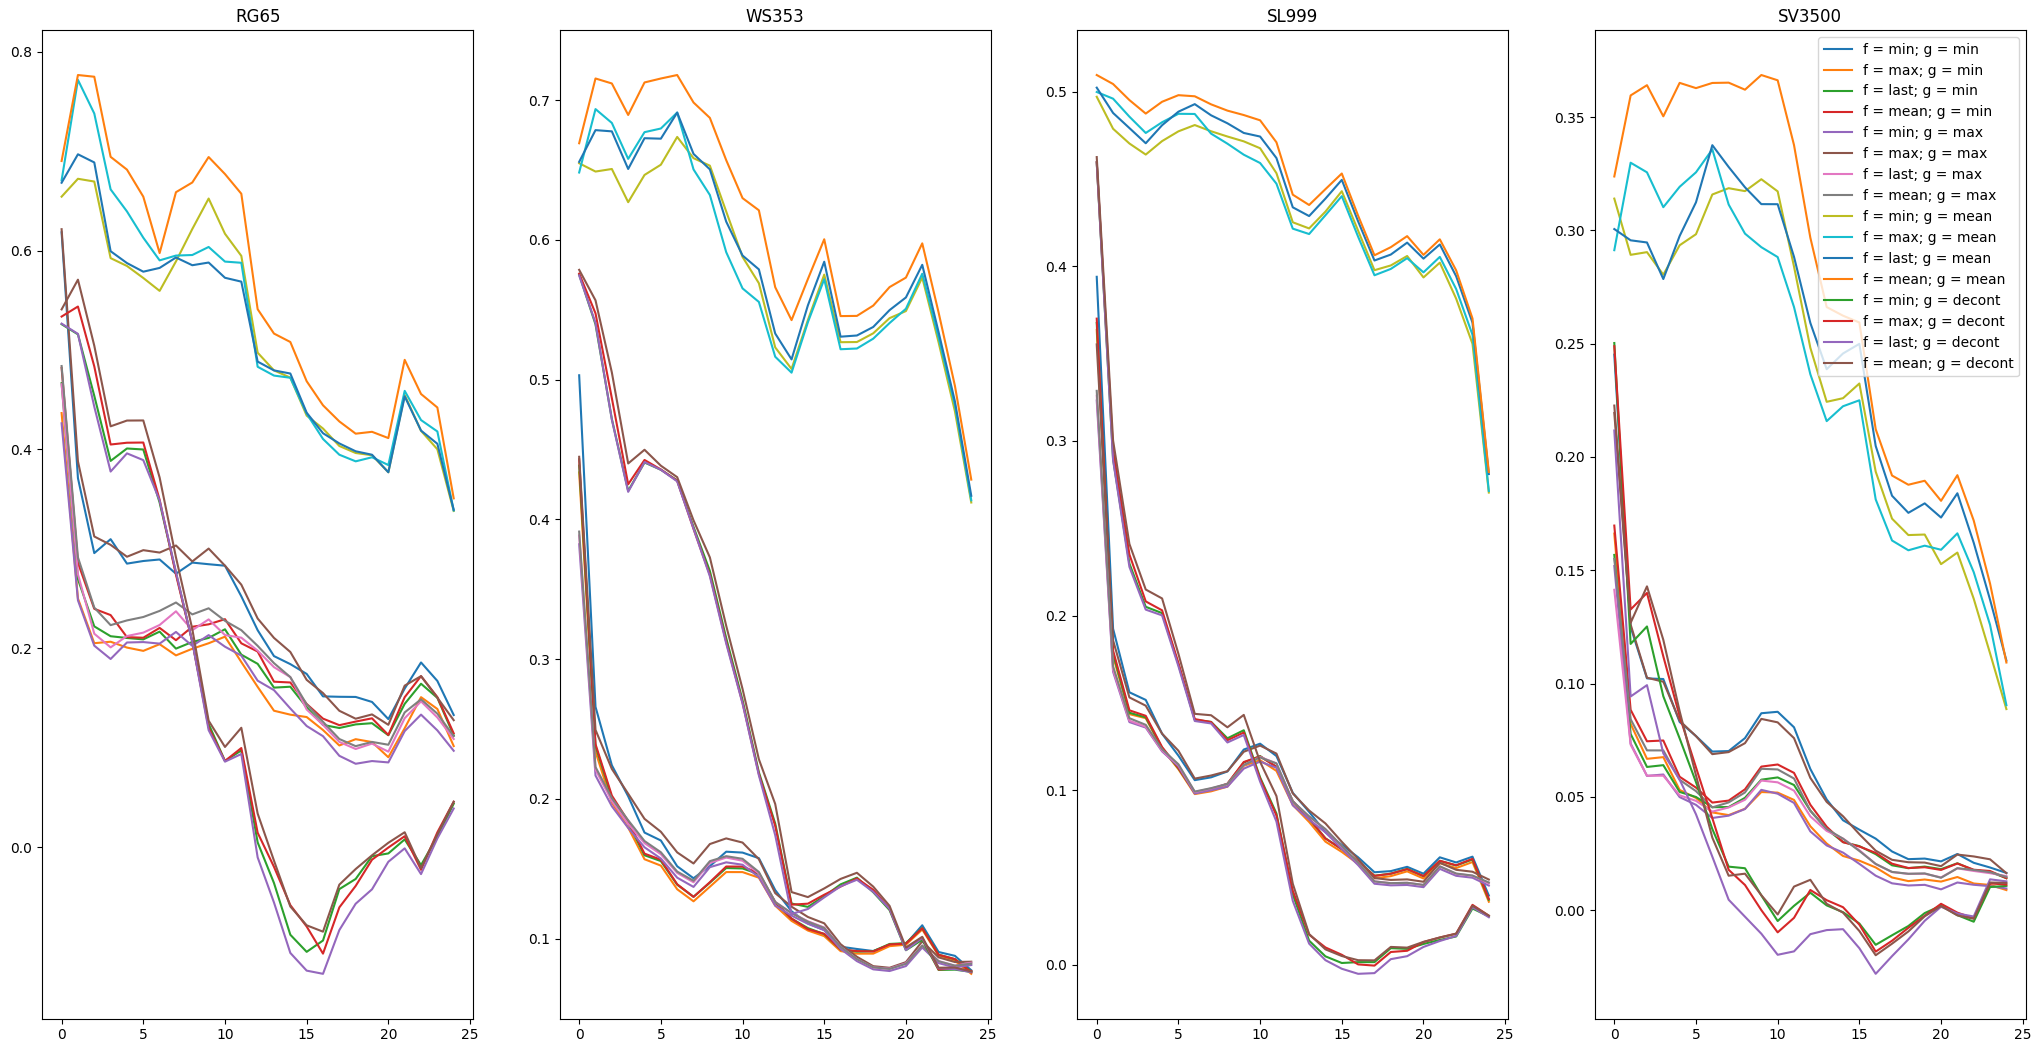 RG65
WS353
SL999
SV3500
0.8
0.6
0.4
0.2
0.0
0 5 10 15 20 25
0.7
0.6
0.5
0.4
0.3
0.2
0.1
0 5 10 15 20 25
0.5
0.4
0.3
0.2
0.1
0.0
0 5 10 15 20 25
0.35
0.30
0.25
0.20
0.15
0.10
0.05
0.00
0 5 10 15 20 25
f = min; g = min
f = max; g = min
f = last; g = min
f = mean; g = min
f = min; g = max
f = max; g = max
f = last; g = max
f = mean; g = max
f = min; g = mean
f = max; g = mean
f = last; g = mean
f = mean; g = mean
f = min; g = decont
f = max; g = decont
f = last; g = decont
f = mean; g = decont